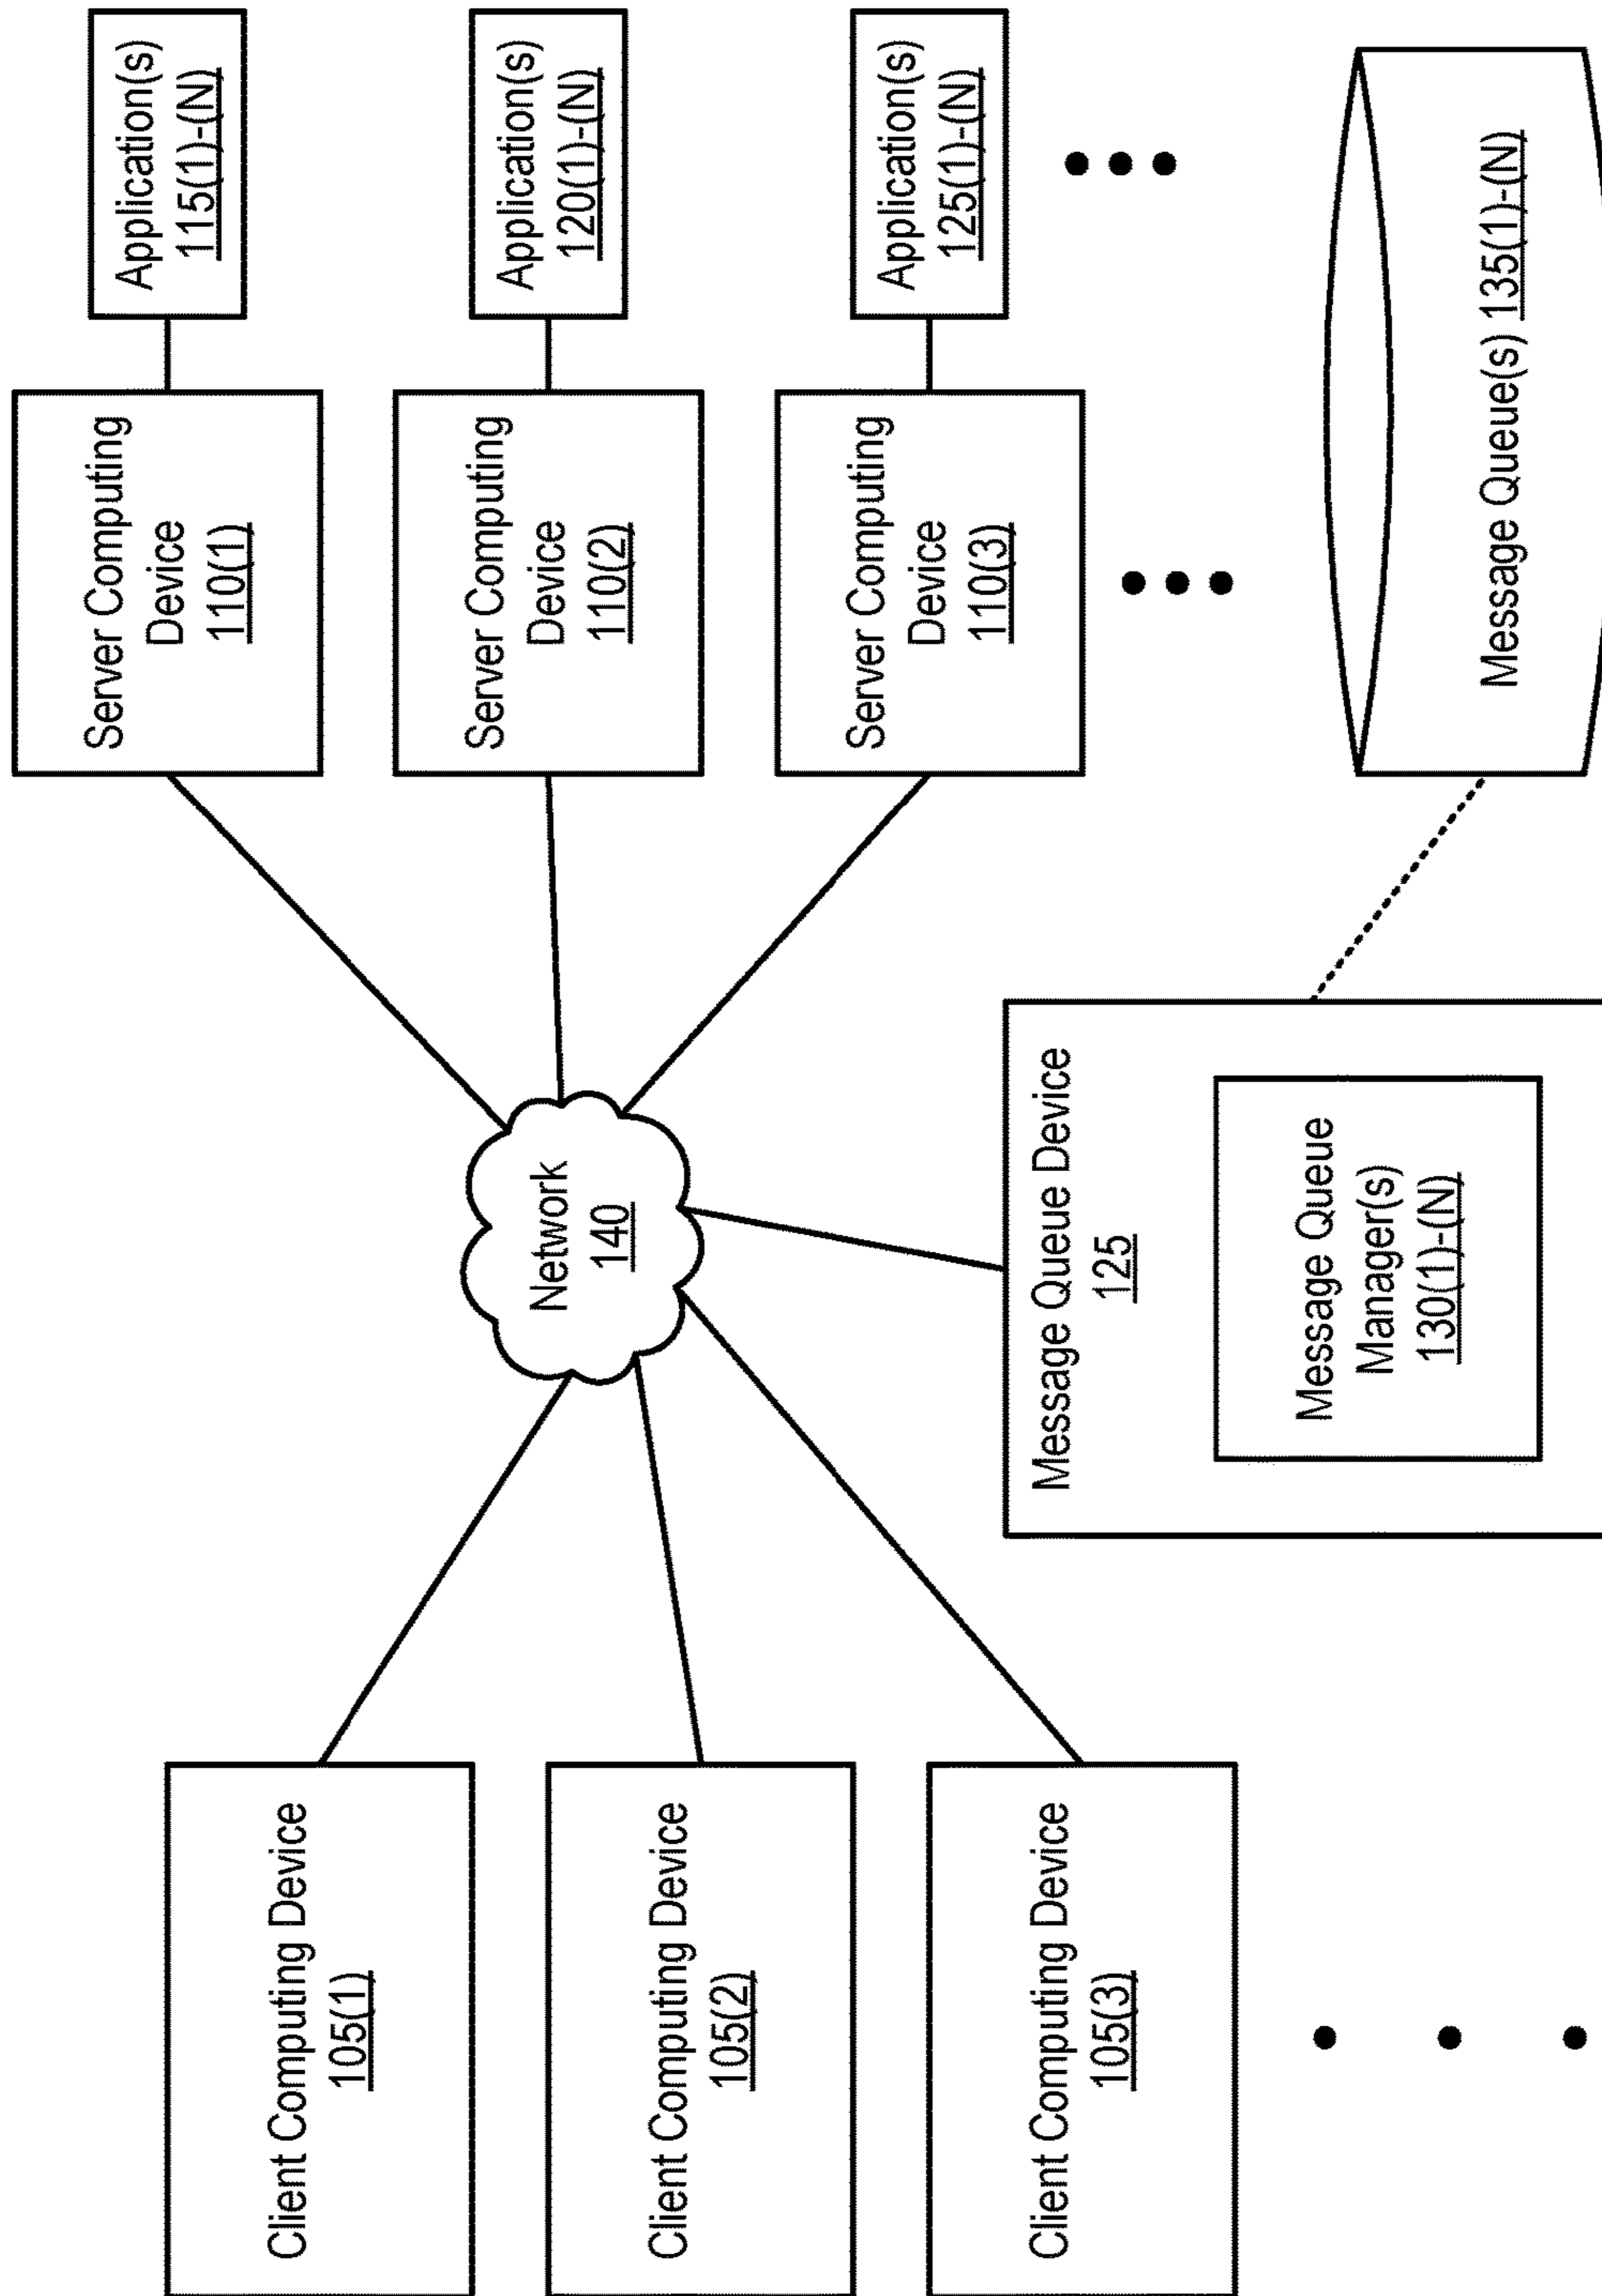 Client Computing Device
105(1)
Client Computing Device
105(2)
Client Computing Device
105(3)
Network
140
Message Queue Device
125
Message Queue
Manager(s)
130(1)-(N)
Server Computing
Device
110(1)
Server Computing
Device
110(2)
Server Computing
Device
110(3)
Application(s)
115(1)-(N)
Application(s)
120(1)-(N)
Application(s)
125(1)-(N)
Message Queue(s) 135(1)-(N)